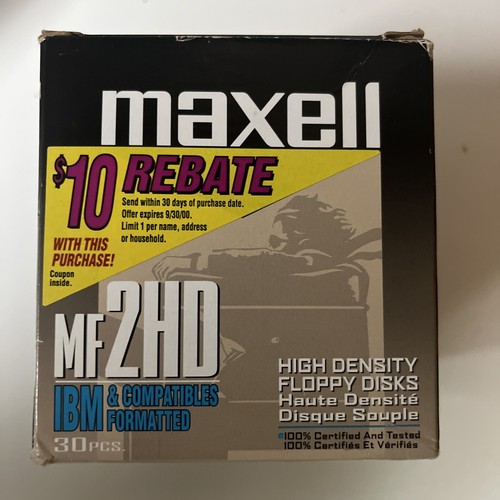 maxell
$10 REBATE
Send within 30 days of purchase date.
Offer expires 9/30/00.
Limit 1 per name, address
or household.
WITH THIS
PURCHASE!
Coupon
inside.
MF2HD
IBM & COMPATIBLES
FORMATTED
30PCS.
HIGH DENSITY
FLOPPY DISKS
Haute Densité
Disque Souple
100% Certified And Tested
100% Certifiés Et Vérifiés